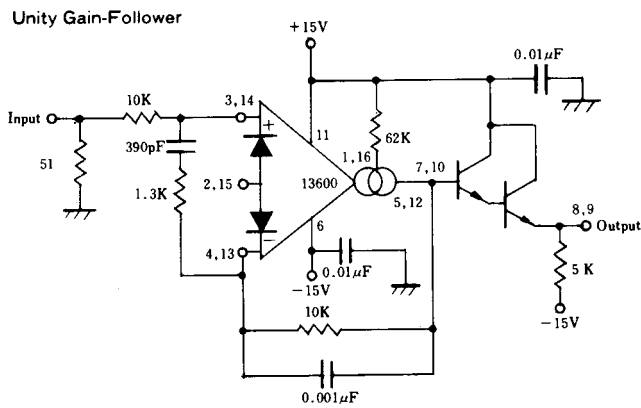 Unity Gain-Follower
+15V
0.01μF
10K
3,14
Input
+
11
62K
390pF
51
1,16
7,10
2,15
13600
1.3K
5,12
8,9
Output
6
−
4,13
0.01μF
5K
−15V
−15V
10K
0.001μF